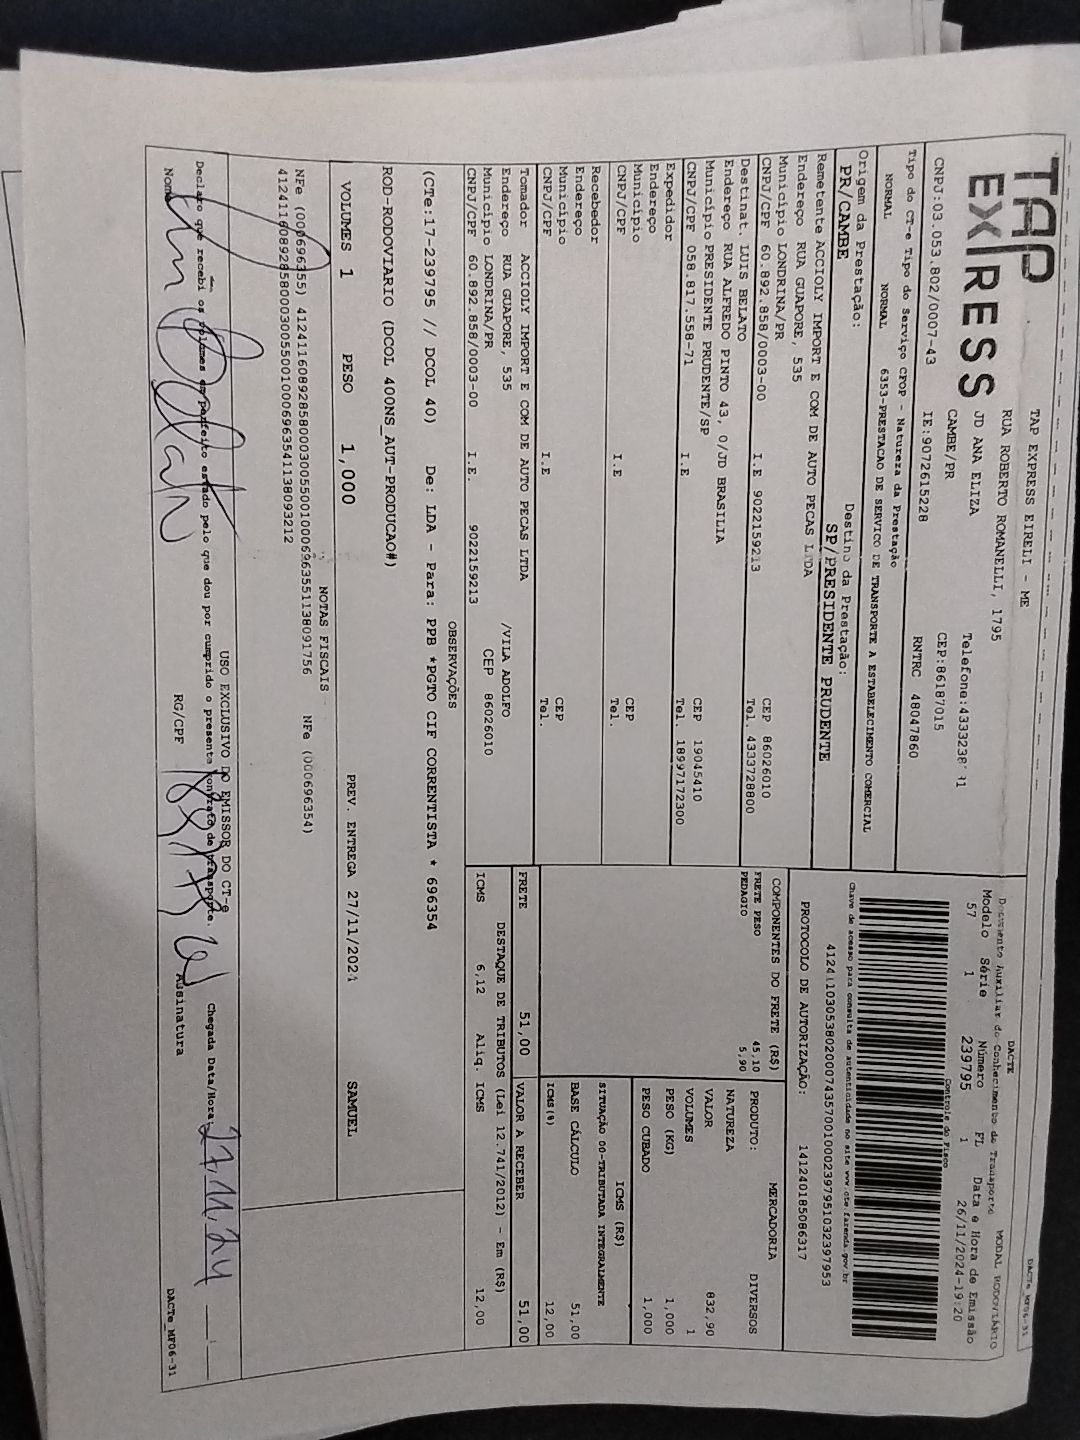 TAP
EXPRESS
TAP EXPRESS EIRELI - ME
RUA ROBERTO ROMANELLI, 1795
JD ANA ELIZA
CAMBE/PR
CEP:86187015
CNPJ:03.053.802/0007-43
IE:9072615228
RNTRC 48047860
Tipo do CT-e Tipo do Serviço CFOP - Natureza da Prestação
NORMAL NORMAL 6353-PRESTACAO DE SERVICO DE TRANSPORTE A ESTABELECIMENTO COMERCIAL
Origem da Prestação: Destino da Prestação:
PR/CAMBE SP/PRESIDENTE PRUDENTE
Remetente ACCIOLY IMPORT E COM DE AUTO PECAS LTDA
Endereço RUA GUAPORE, 535
Município LONDRINA/PR CEP 86026010
CNPJ/CPF 60.892.858/0003-00 I.E 9022159213 Tel. 4333728800
Destinat. LUIS BELATO
Endereço RUA ALFREDO PINTO 43, 0/JD BRASILIA
Município PRESIDENTE PRUDENTE/SP CEP 19045410
CNPJ/CPF 058.817.558-71 I.E Tel. 18997172300
Expedidor
Endereço
Município CEP
CNPJ/CPF I.E Tel.
Recebedor
Endereço
Município CEP
CNPJ/CPF I.E Tel.
Tomador ACCIOLY IMPORT E COM DE AUTO PECAS LTDA
Endereço RUA GUAPORE, 535 /VILA ADOLFO
Município LONDRINA/PR CEP 86026010
CNPJ/CPF 60.892.858/0003-00 I.E. 9022159213
DACTE MODAL RODOVIÁRIO
Documento Auxiliar do Conhecimento de Transporte
Modelo Série Número FL Data e Hora de Emissão
57 1 239795 1 26/11/2024-19:20
Controle do Fisco
Chave de acesso para consulta de autenticidade no site www.cte.fazenda.gov.br
PROTOCOLO DE AUTORIZAÇÃO: 141240185086317
COMPONENTES DO FRETE (R$)
FRETE PESO 45,10
PEDAGIO 5,90
PRODUTO: MERCADORIA
NATUREZA DIVERSOS
VALOR 832,90
VOLUMES 1
PESO (KG) 1,000
PESO CUBADO 1,000
ICMS (R$)
SITUAÇÃO 00-TRIBUTADA INTEGRALMENTE
BASE CÁLCULO 51,00
ICMS(%) 12,00
FRETE 51,00 VALOR A RECEBER 51,00
DESTAQUE DE TRIBUTOS (Lei 12.741/2012) - Em (R$)
ICMS 6,12 Aliq. ICMS 12,00
OBSERVAÇÕES
(CTe:17-239795 // DCOL 40) De: LDA - Para: PPB *PGTO CIF CORRENTISTA * 696354
ROD-RODOVIARIO (DCOL 400NS_AUT-PRODUCAO#)
VOLUMES 1 PESO 1,000 PREV. ENTREGA 27/11/2024 SAMUEL
NOTAS FISCAIS
NFe (000696355) 41241160892858000300550010006963551138091756 NFe (000696354)
41241160892858000300550010006963541138093212
USO EXCLUSIVO DO EMISSOR DO CT-e
Declaro que recebi os volumes em perfeito estado pelo que dou por cumprido o presente contrato de transporte. Chegada Data/Hora: 27.11.24
Nome RG/CPF Assinatura
DACTe_MF06-31
DACTe_MF06-31